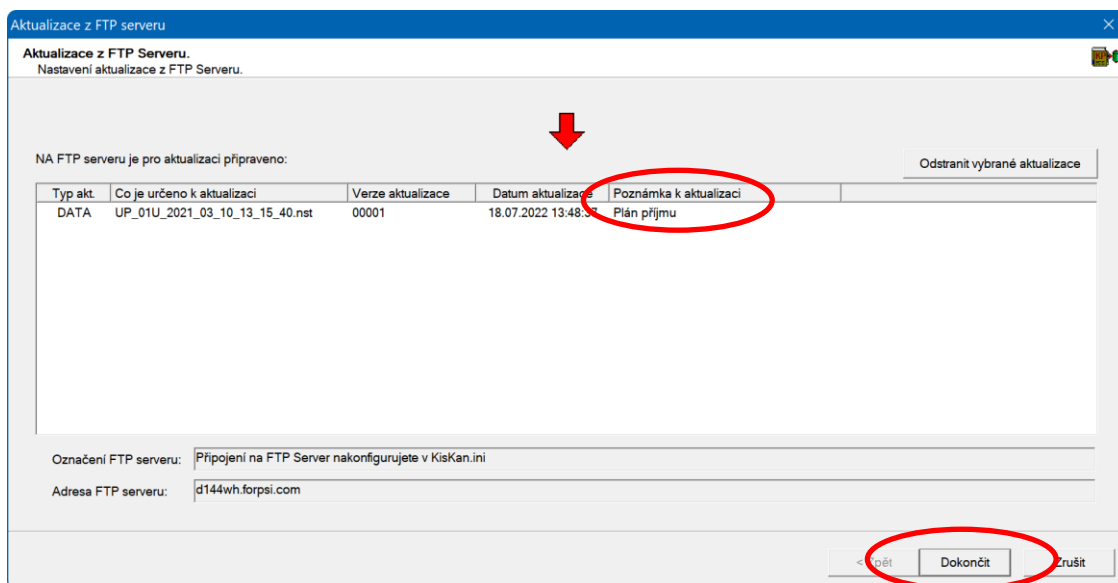 Aktualizace z FTP serveru
Aktualizace z FTP Serveru.
Nastavení aktualizace z FTP Serveru.
NA FTP serveru je pro aktualizaci připraveno:
Odstranit vybrané aktualizace
Typ akt. Co je určeno k aktualizaci Verze aktualizace Datum aktualizace Poznámka k aktualizaci
DATA UP_01U_2021_03_10_13_15_40.nst 00001 18.07.2022 13:48:37 Plán příjmu
Označení FTP serveru: Připojení na FTP Server nakonfigurujete v KisKan.ini
Adresa FTP serveru: d144wh.forpsi.com
< Zpět Dokončit Zrušit